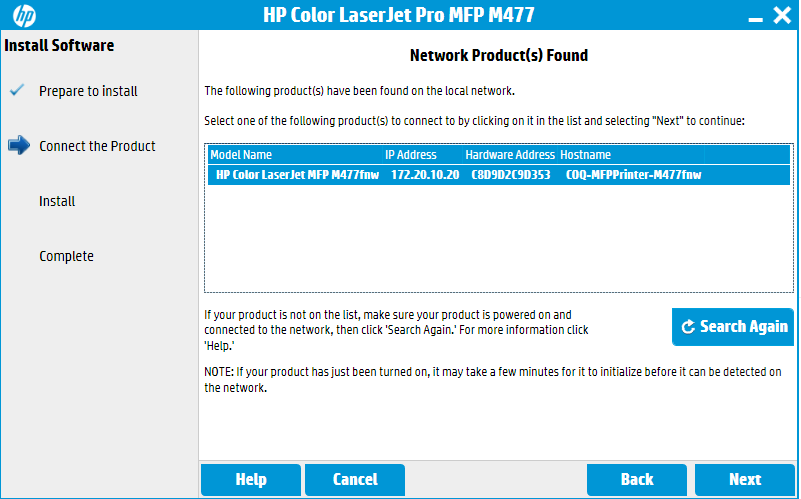 hp
HP Color LaserJet Pro MFP M477
Install Software
Prepare to install
Connect the Product
Install
Complete
Network Product(s) Found
The following product(s) have been found on the local network.
Select one of the following product(s) to connect to by clicking on it in the list and selecting "Next" to continue:
Model Name IP Address Hardware Address Hostname
HP Color LaserJet MFP M477fnw 172.20.10.20 C8D9D2C9D353 COQ-MFPPrinter-M477fnw
If your product is not on the list, make sure your product is powered on and
connected to the network, then click 'Search Again.' For more information click
'Help.'
Search Again
NOTE: If your product has just been turned on, it may take a few minutes for it to initialize before it can be detected on
the network.
Help Cancel Back Next